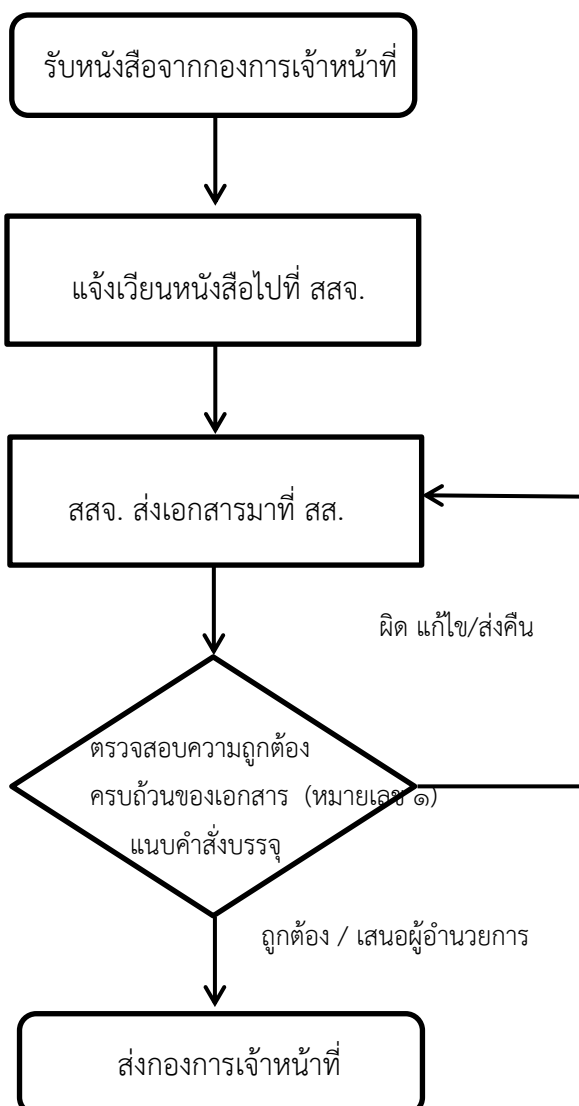 รับหนังสือจากกองการเจ้าหน้าที่
แจ้งเวียนหนังสือไปที่ สสจ.
สสจ. ส่งเอกสารมาที่ สส.
ผิด แก้ไข/ส่งคืน
ตรวจสอบความถูกต้อง
ครบถ้วนของเอกสาร (หมายเลข ๑)
แนบคำสั่งบรรจุ
ถูกต้อง / เสนอผู้อำนวยการ
ส่งกองการเจ้าหน้าที่